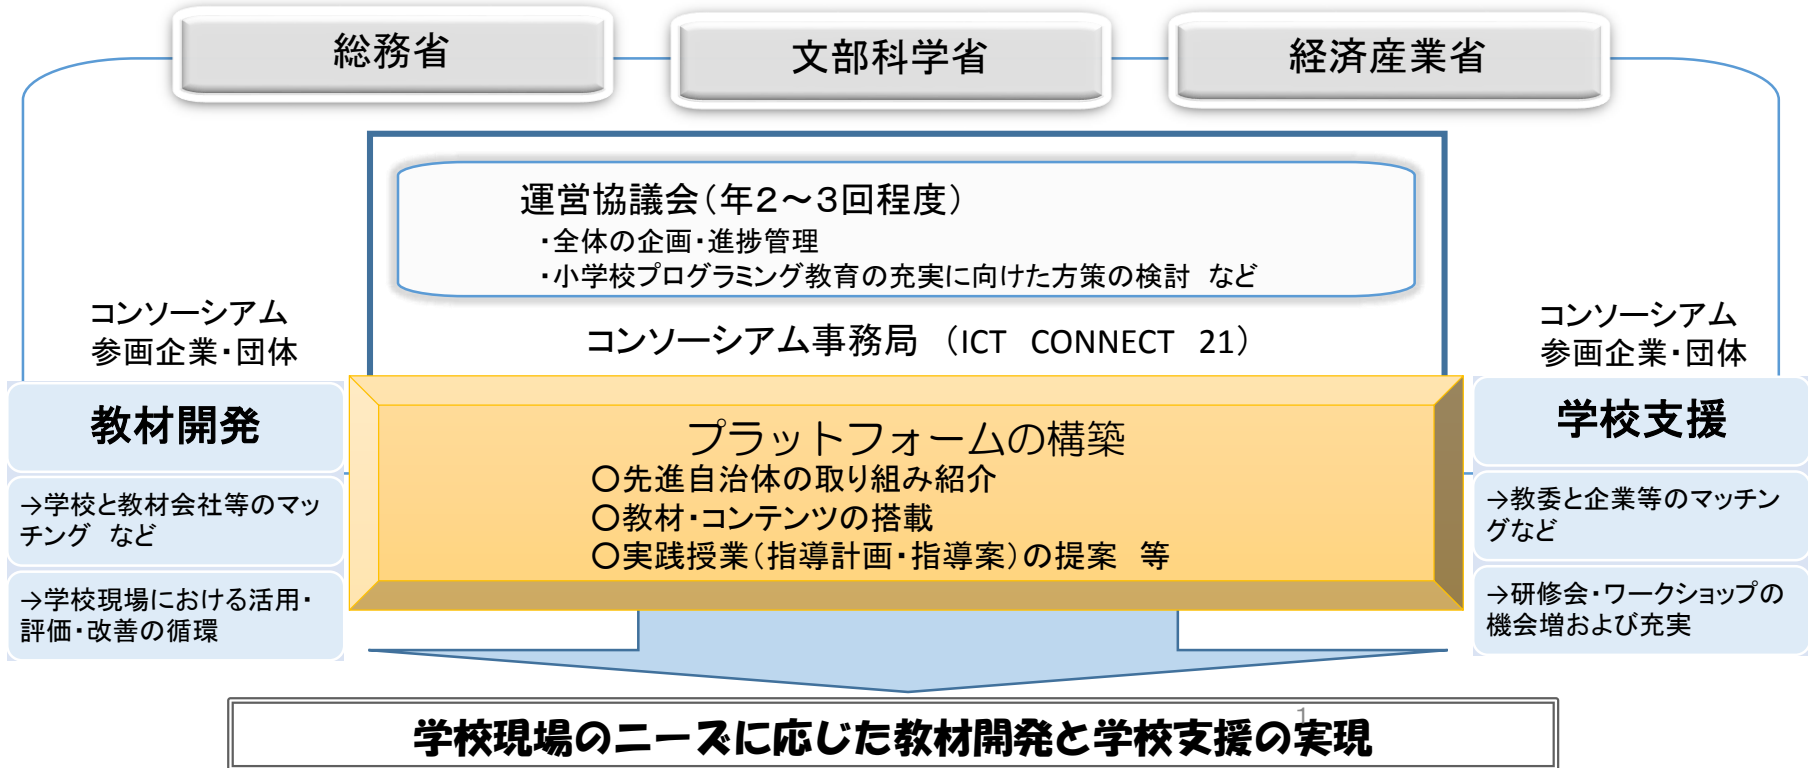 総務省
文部科学省
経済産業省
運営協議会(年2~3回程度)
・全体の企画・進捗管理
・小学校プログラミング教育の充実に向けた方策の検討 など
コンソーシアム事務局 (ICT CONNECT 21)
コンソーシアム
参画企業・団体
教材開発
→学校と教材会社等のマッ
チング など
→学校現場における活用・
評価・改善の循環
プラットフォームの構築
○先進自治体の取り組み紹介
○教材・コンテンツの搭載
○実践授業(指導計画・指導案)の提案 等
コンソーシアム
参画企業・団体
学校支援
→教委と企業等のマッチン
グなど
→研修会・ワークショップの
機会増および充実
1
学校現場のニーズに応じた教材開発と学校支援の実現